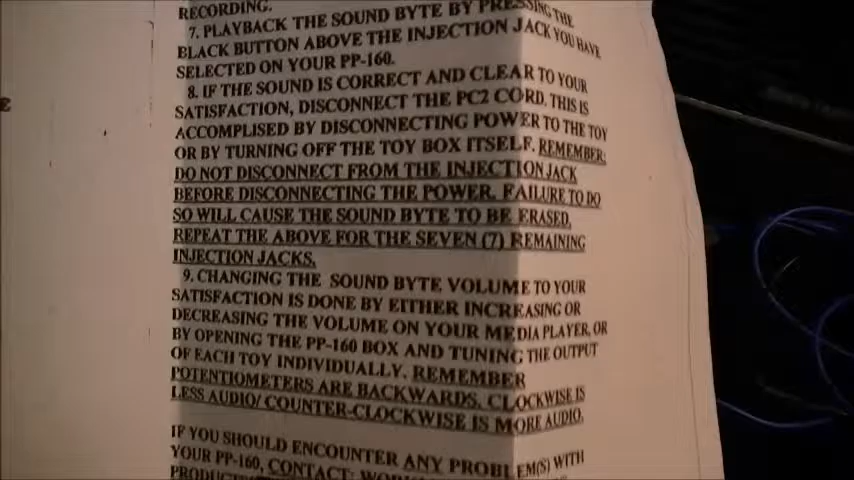 RECORDING.
7. PLAYBACK THE SOUND BYTE BY PRESSING THE
BLACK BUTTON ABOVE THE INJECTION JACK YOU HAVE
SELECTED ON YOUR PP-160.
8. IF THE SOUND IS CORRECT AND CLEAR TO YOUR
SATISFACTION, DISCONNECT THE PC2 CORD. THIS IS
ACCOMPLISED BY DISCONNECTING POWER TO THE TOY
OR BY TURNING OFF THE TOY BOX ITSELF. REMEMBER:
DO NOT DISCONNECT FROM THE INJECTION JACK
BEFORE DISCONNECTING THE POWER. FAILURE TO DO
SO WILL CAUSE THE SOUND BYTE TO BE ERASED.
REPEAT THE ABOVE FOR THE SEVEN (7) REMAINING
INJECTION JACKS.
9. CHANGING THE SOUND BYTE VOLUME TO YOUR
SATISFACTION IS DONE BY EITHER INCREASING OR
DECREASING THE VOLUME ON YOUR MEDIA PLAYER, OR
BY OPENING THE PP-160 BOX AND TUNING THE OUTPUT
OF EACH TOY INDIVIDUALLY. REMEMBER
POTENTIOMETERS ARE BACKWARDS. CLOCKWISE IS
LESS AUDIO/ COUNTER-CLOCKWISE IS MORE AUDIO.
IF YOU SHOULD ENCOUNTER ANY PROBLEM(S) WITH
YOUR PP-160, CONTACT: